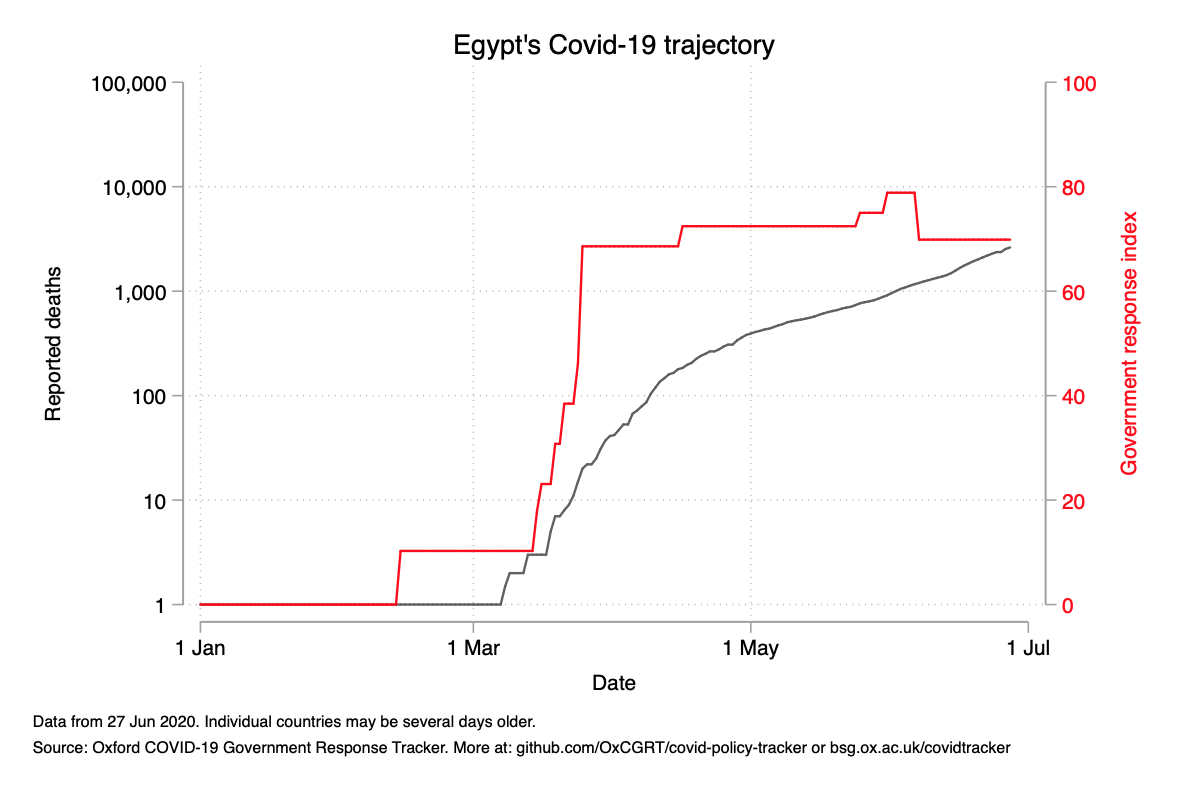 Egypt's Covid-19 trajectory
100,000
10,000
1,000
100
10
1
Reported deaths
100
80
60
40
20
0
Government response index
1 Jan
1 Mar
1 May
1 Jul
Date
Data from 27 Jun 2020. Individual countries may be several days older.
Source: Oxford COVID-19 Government Response Tracker. More at: github.com/OxCGRT/covid-policy-tracker or bsg.ox.ac.uk/covidtracker